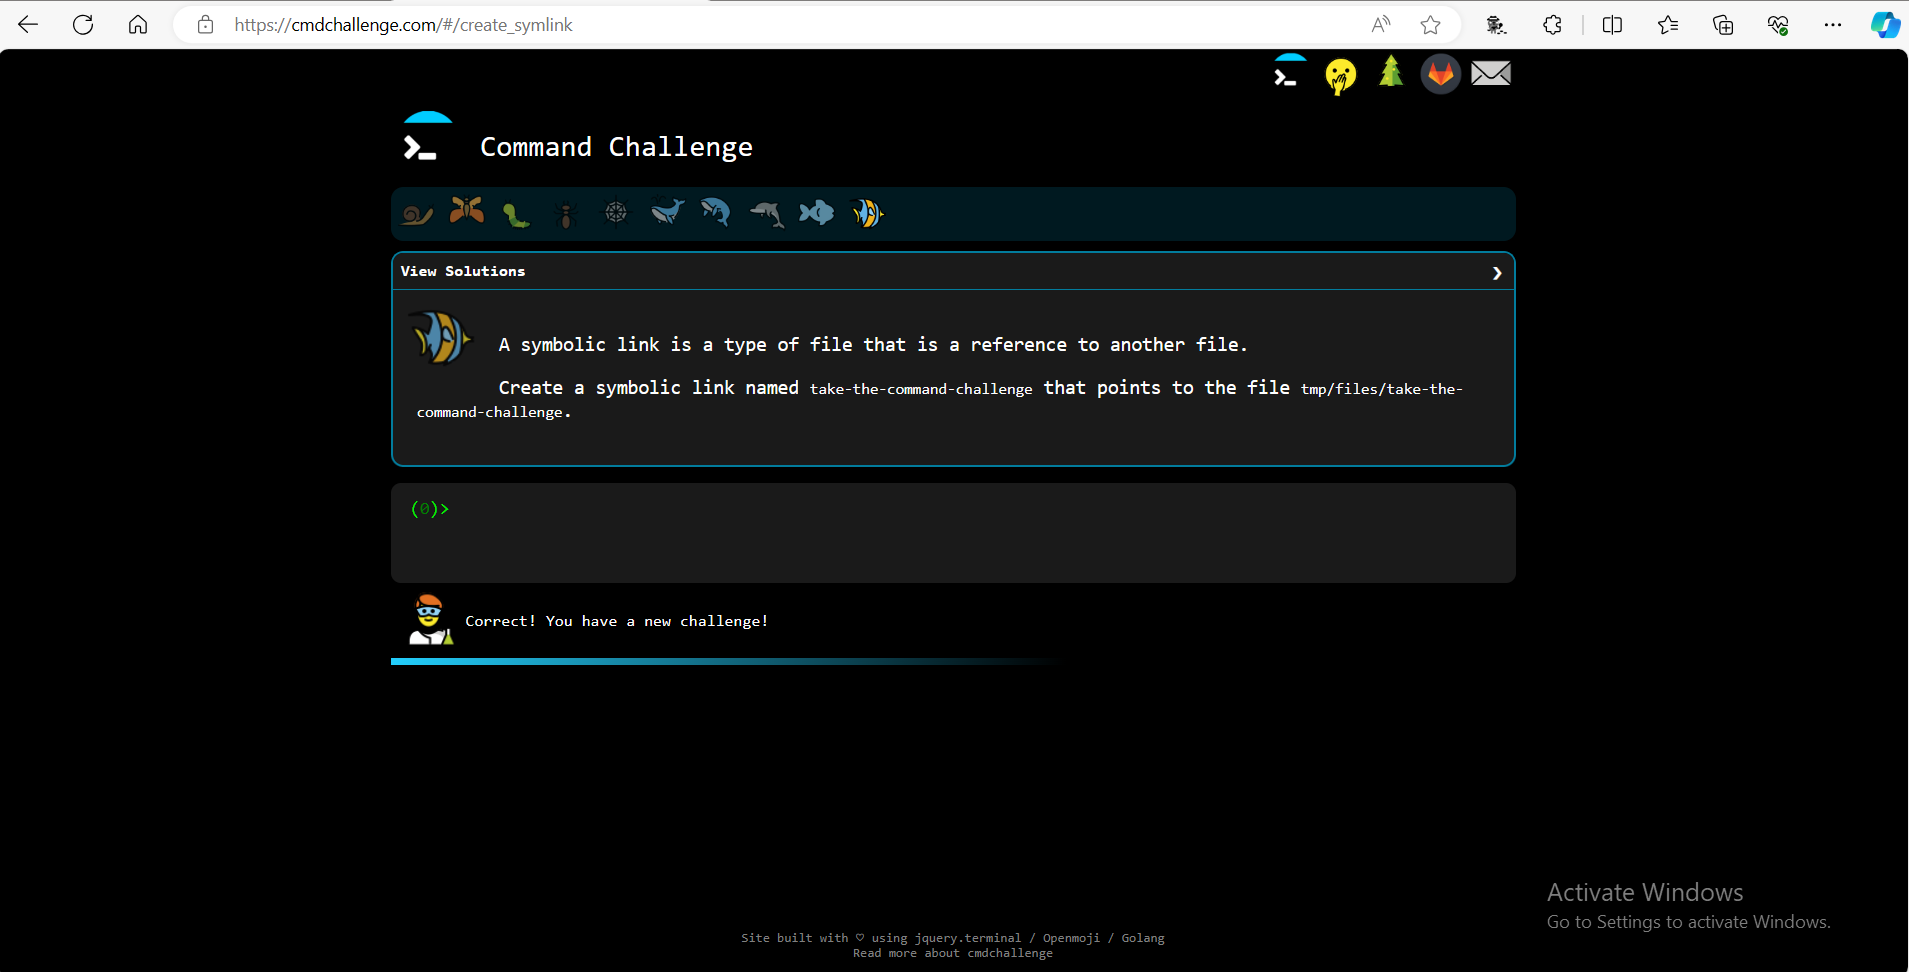 https://cmdchallenge.com/#/create_symlink
Command Challenge
View Solutions
A symbolic link is a type of file that is a reference to another file.
Create a symbolic link named take-the-command-challenge that points to the file tmp/files/take-the-
command-challenge.
(0)>
Correct! You have a new challenge!
Activate Windows
Go to Settings to activate Windows.
Site built with ♡ using jquery.terminal / Openmoji / Golang
Read more about cmdchallenge